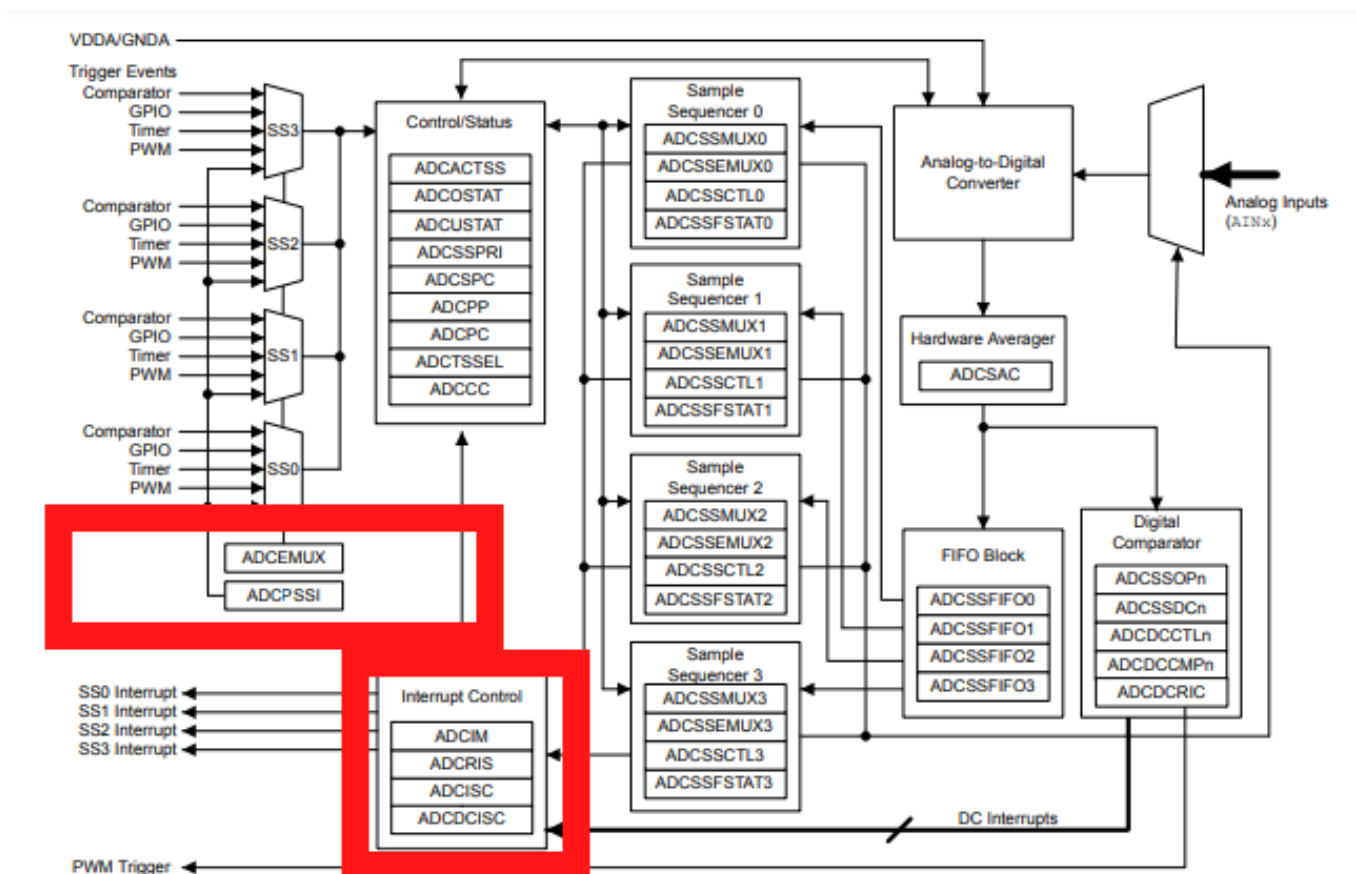 VDDA/GNDA
Trigger Events
Comparator
GPIO
Timer
PWM
SS3
Comparator
GPIO
Timer
PWM
SS2
Comparator
GPIO
Timer
PWM
SS1
Comparator
GPIO
Timer
PWM
SS0
ADCEMUX
ADCPSSI
SS0 Interrupt
SS1 Interrupt
SS2 Interrupt
SS3 Interrupt
PWM Trigger
Control/Status
ADCACTSS
ADCOSTAT
ADCUSTAT
ADCSSPRI
ADCSPC
ADCPP
ADCPC
ADCTSSEL
ADCCC
Interrupt Control
ADCIM
ADCRIS
ADCISC
ADCDCISC
Sample
Sequencer 0
ADCSSMUX0
ADCSSEMUX0
ADCSSCTL0
ADCSSFSTAT0
Sample
Sequencer 1
ADCSSMUX1
ADCSSEMUX1
ADCSSCTL1
ADCSSFSTAT1
Sample
Sequencer 2
ADCSSMUX2
ADCSSEMUX2
ADCSSCTL2
ADCSSFSTAT2
Sample
Sequencer 3
ADCSSMUX3
ADCSSEMUX3
ADCSSCTL3
ADCSSFSTAT3
Analog-to-Digital
Converter
Analog Inputs
(AINx)
Hardware Averager
ADCSAC
FIFO Block
ADCSSFIFO0
ADCSSFIFO1
ADCSSFIFO2
ADCSSFIFO3
Digital
Comparator
ADCSSOPn
ADCSSDCn
ADCDCCTLn
ADCDCCMPn
ADCDCRIC
DC Interrupts